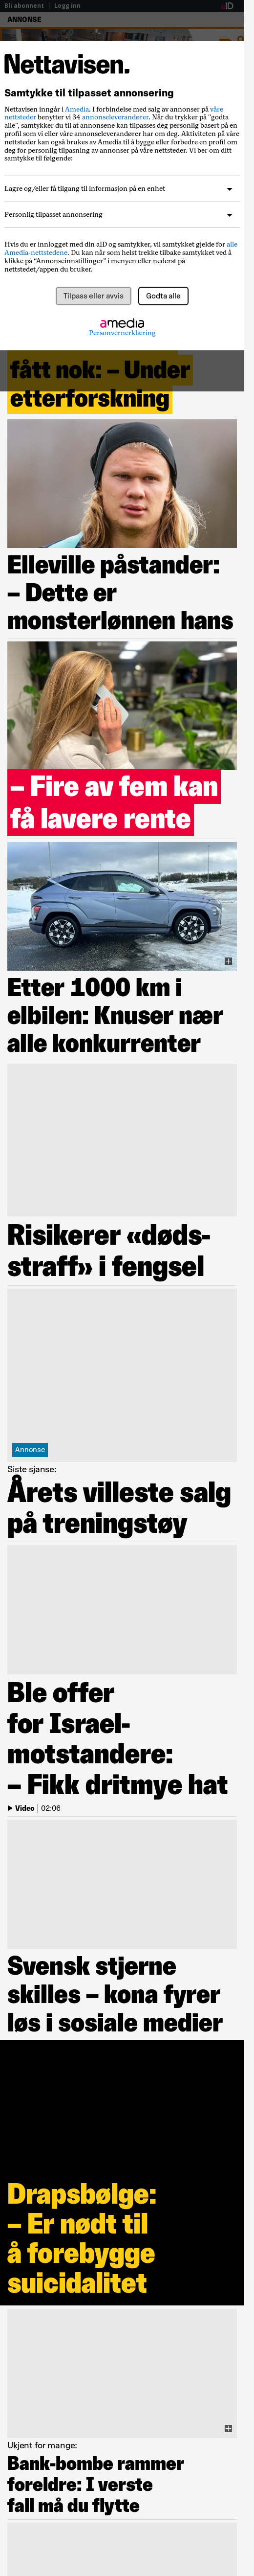 Bli abonnent | Logg inn
aID
ANNONSE
Nettavisen.
Samtykke til tilpasset annonsering
Nettavisen inngår i Amedia. I forbindelse med salg av annonser på våre
nettsteder benytter vi 34 annonseleverandører. Når du trykker på "godta
alle", samtykker du til at annonsene kan tilpasses deg personlig basert på en
profil som vi eller våre annonseleverandører har om deg. Aktiviteten på våre
nettsteder kan også brukes av Amedia til å bygge eller forbedre en profil om
deg for personlig tilpasning av annonser på våre nettsteder. Vi ber om ditt
samtykke til følgende:
Lagre og/eller få tilgang til informasjon på en enhet
Personlig tilpasset annonsering
Hvis du er innlogget med din aID og samtykker, vil samtykket gjelde for alle
Amedia-nettstedene. Du kan når som helst trekke tilbake samtykket ved å
klikke på “Annonseinnstillinger” i menyen eller nederst på
nettstedet/appen du bruker.
Tilpass eller avvis
Godta alle
amedia
Personvernerklæring
fått nok: – Under
etterforskning
Elleville påstander:
– Dette er
monsterlønnen hans
– Fire av fem kan
få lavere rente
Etter 1000 km i
elbilen: Knuser nær
alle konkurrenter
Risikerer «døds-
straff» i fengsel
Annonse
Siste sjanse:
Årets villeste salg
på treningstøy
Ble offer
for Israel-
motstandere:
– Fikk dritmye hat
Video | 02:06
Svensk stjerne
skilles – kona fyrer
løs i sosiale medier
Drapsbølge:
– Er nødt til
å forebygge
suicidalitet
Ukjent for mange:
Bank-bombe rammer
foreldre: I verste
fall må du flytte